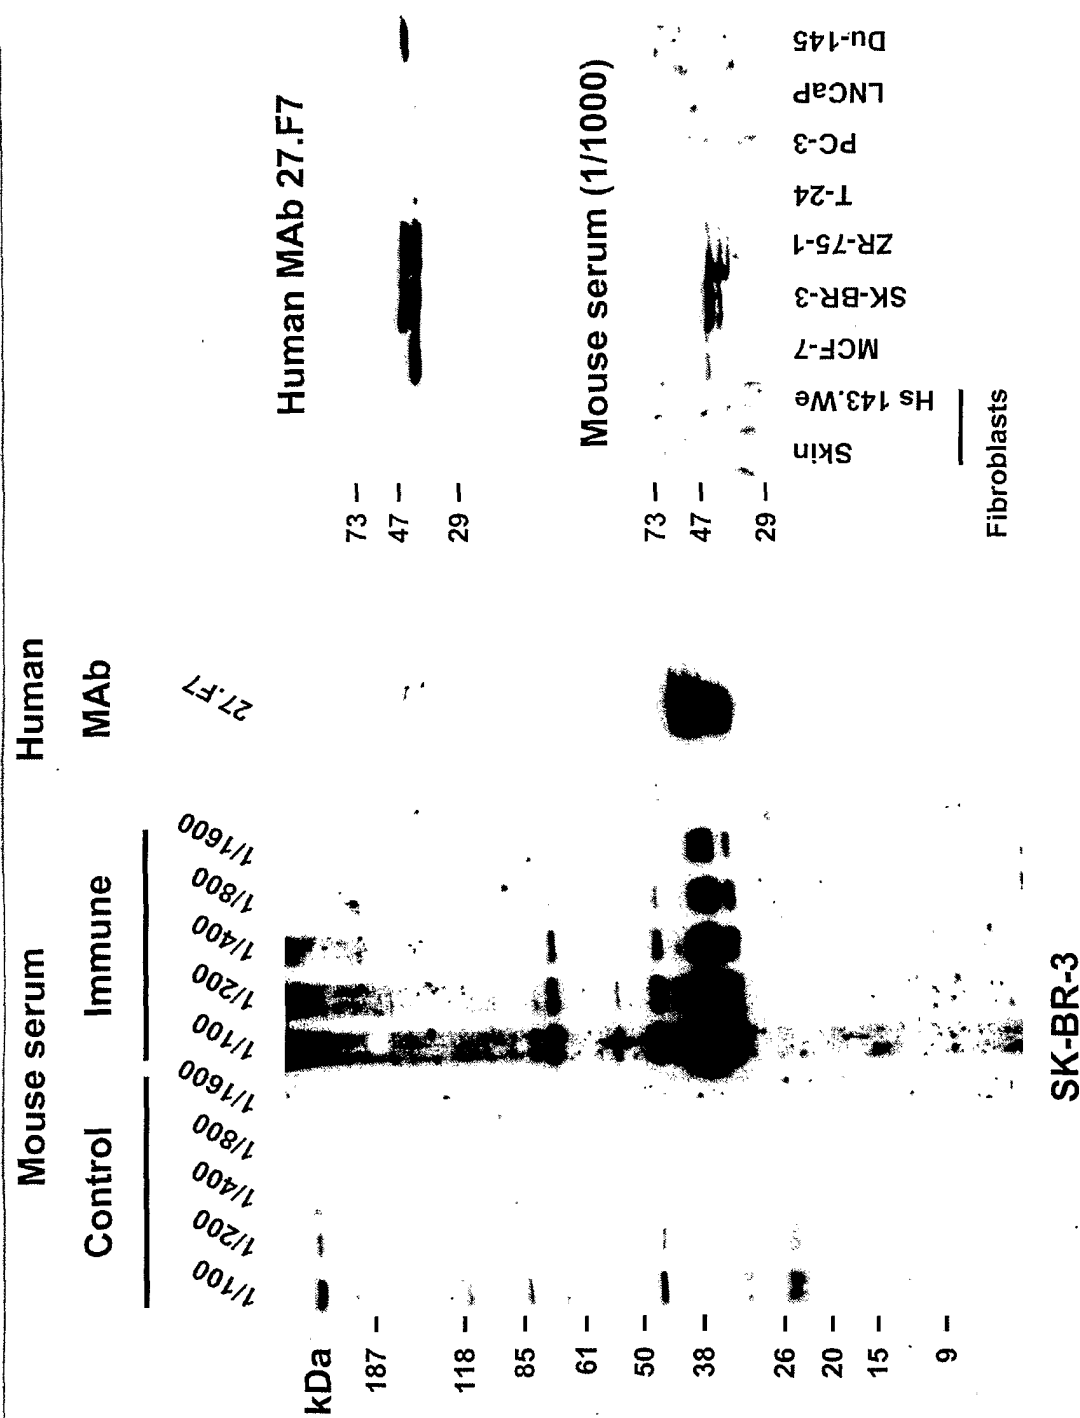 Mouse serum
Human
Control
Immune
MAb
1/100
1/200
1/400
1/800
1/1600
1/100
1/200
1/400
1/800
1/1600
27.F7
kDa
187
118
85
61
50
38
26
20
15
9
SK-BR-3
Human MAb 27.F7
73
47
29
Mouse serum (1/1000)
73
47
29
Skin
Hs 143.We
MCF-7
SK-BR-3
ZR-75-1
T-24
PC-3
LNCaP
Du-145
Fibroblasts